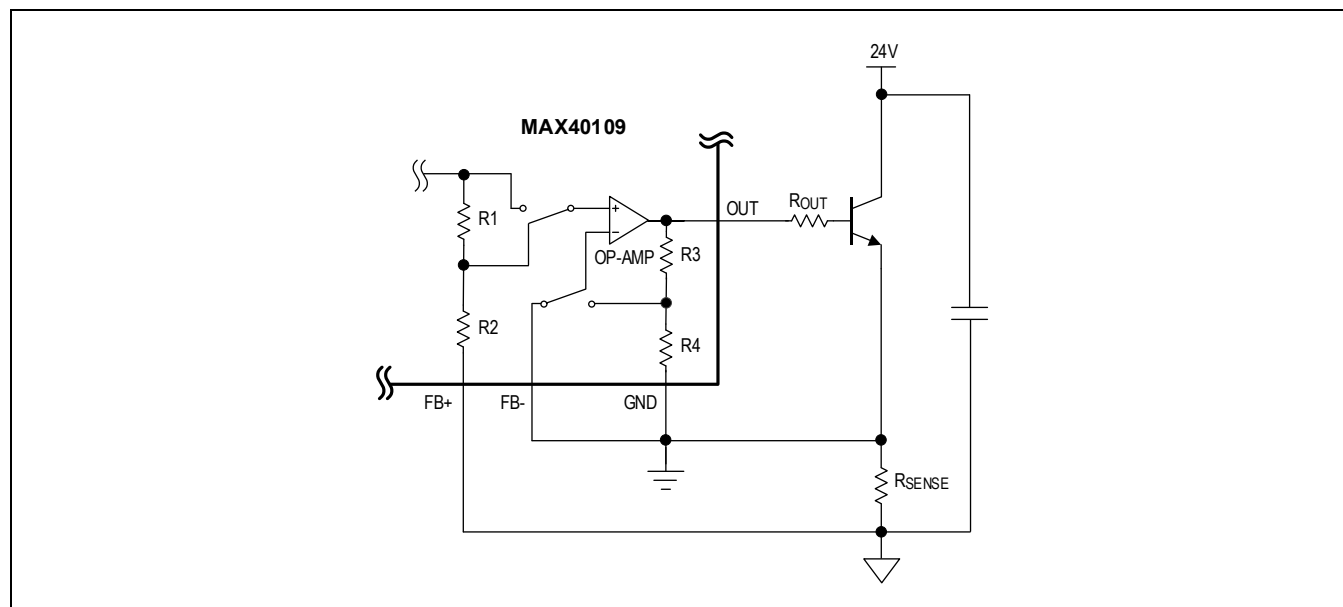 24V
MAX40109
R1
OUT
ROUT
OP-AMP
R3
R2
R4
FB+
FB-
GND
RSENSE